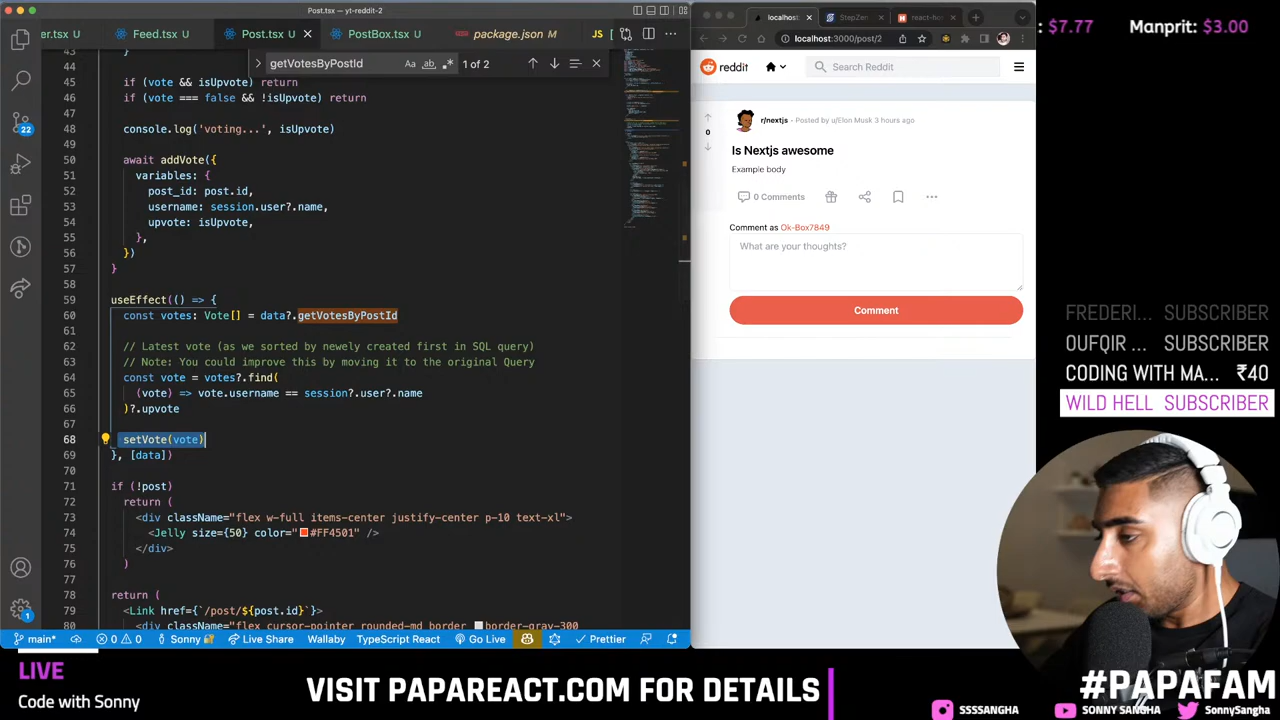 Post.tsx — yt-reddit-2
er.tsx U
Feed.tsx U
Post.tsx U
PostBox.tsx U
package.json M
JS
getVotesByPostId
Aa ab .*
1 of 2
43
44
45 if (vote && isUpvote) return
46 if (vote === false && !isUpvote) return
47
48 console.log('voting...', isUpvote)
49
50 await addVote({
51 variables: {
52 post_id: post.id,
53 username: session.user?.name,
54 upvote: isUpvote,
55 },
56 })
57 }
58
59 useEffect(() => {
60 const votes: Vote[] = data?.getVotesByPostId
61
62 // Latest vote (as we sorted by newly created first in SQL query)
63 // Note: You could improve this by moving it to the original Query
64 const vote = votes?.find(
65 (vote) => vote.username == session?.user?.name
66 )?.upvote
67
68 setVote(vote)
69 }, [data])
70
71 if (!post)
72 return (
73 <div className="flex w-full items-center justify-center p-10 text-xl">
74 <Jelly size={50} color="#FF4501" />
75 </div>
76 )
77
78 return (
79 <Link href={`/post/${post.id}`}>
80 <div className="flex cursor-pointer rounded-md border border-gray-300
22
1
main*
0
0
Sonny
Live Share
Wallaby
TypeScript React
Go Live
Prettier
localhost
StepZen
react-fio
localhost:3000/post/2
reddit
Search Reddit
0
r/nextjs • Posted by u/Elon Musk 3 hours ago
Is Nextjs awesome
Example body
0 Comments
Comment as Ok-Box7849
What are your thoughts?
Comment
: $7.77
Manprit: $3.00
FREDERI... SUBSCRIBER
OUFQIR ... SUBSCRIBER
CODING WITH MA... ₹40
WILD HELL SUBSCRIBER
LIVE
Code with Sonny
VISIT PAPAREACT.COM FOR DETAILS
#PAPAFAM
SSSSANGHA
SONNY SANGHA
SonnySangha